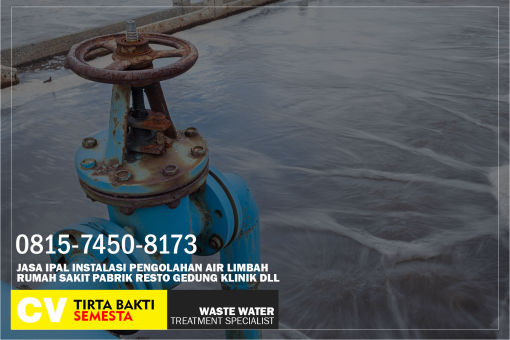 0815-7450-8173
JASA IPAL INSTALASI PENGOLAHAN AIR LIMBAH
RUMAH SAKIT PABRIK RESTO GEDUNG KLINIK DLL
CV TIRTA BAKTI
SEMESTA
WASTE WATER
TREATMENT SPECIALIST